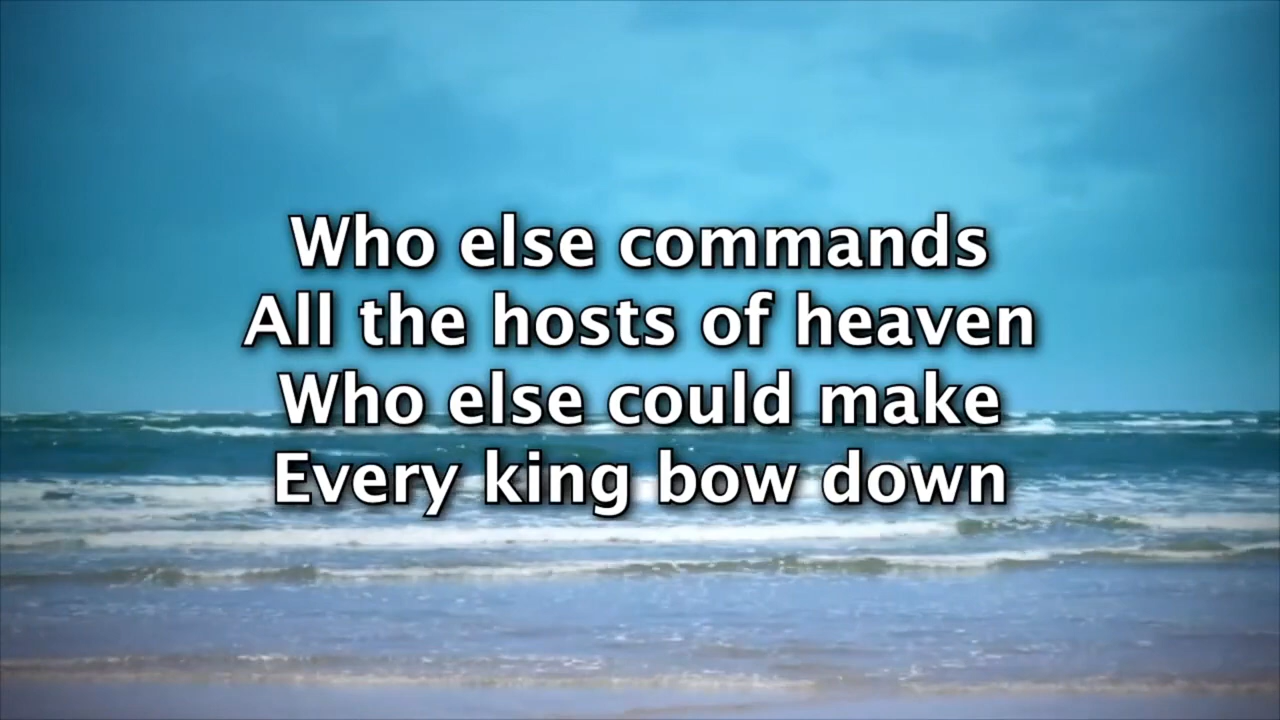 Who else commands
All the hosts of heaven
Who else could make
Every king bow down